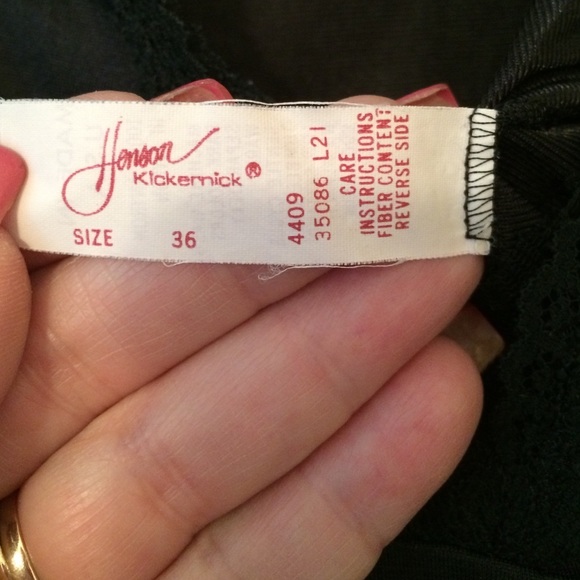 Henson
Kickernick®
SIZE 36
4409
35086 L21
CARE
INSTRUCTIONS
FIBER CONTENT
REVERSE SIDE